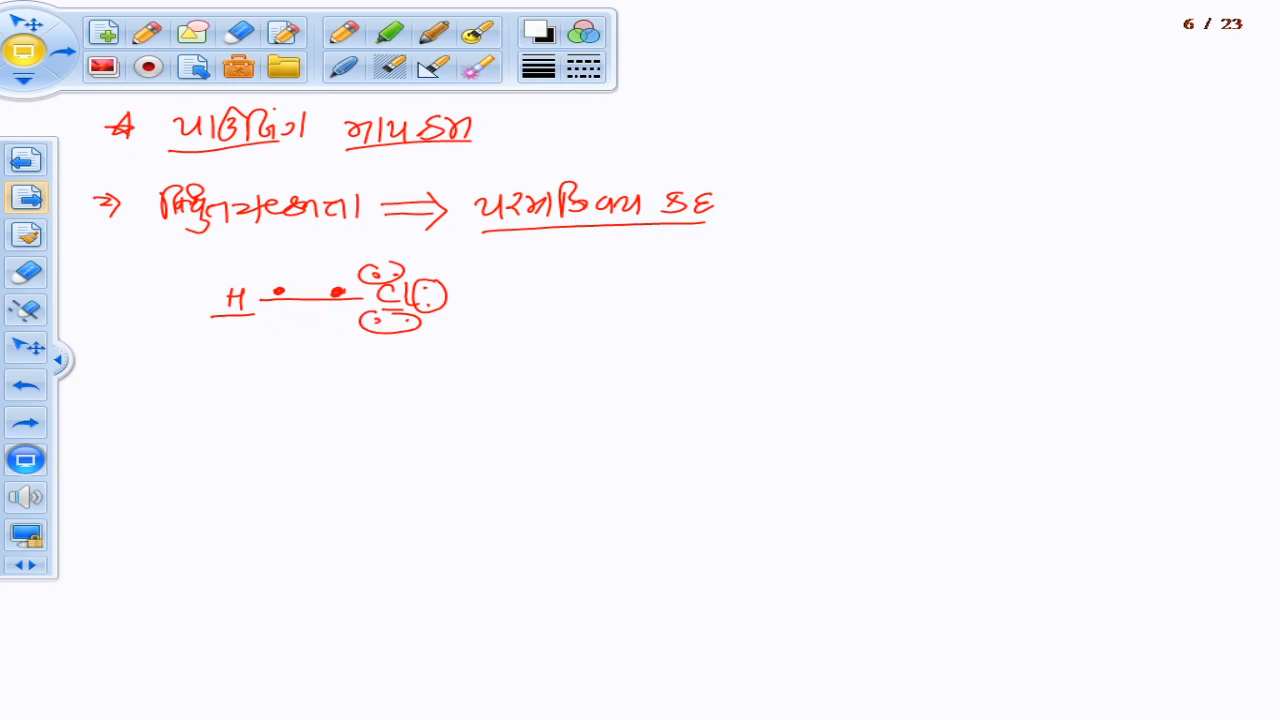 6 / 23
☆ પાઉલિંગ માપક્રમ
⇒ વિદ્યુતઋણતા ⟹ પરમાણ્વિય કદ
H — Cl